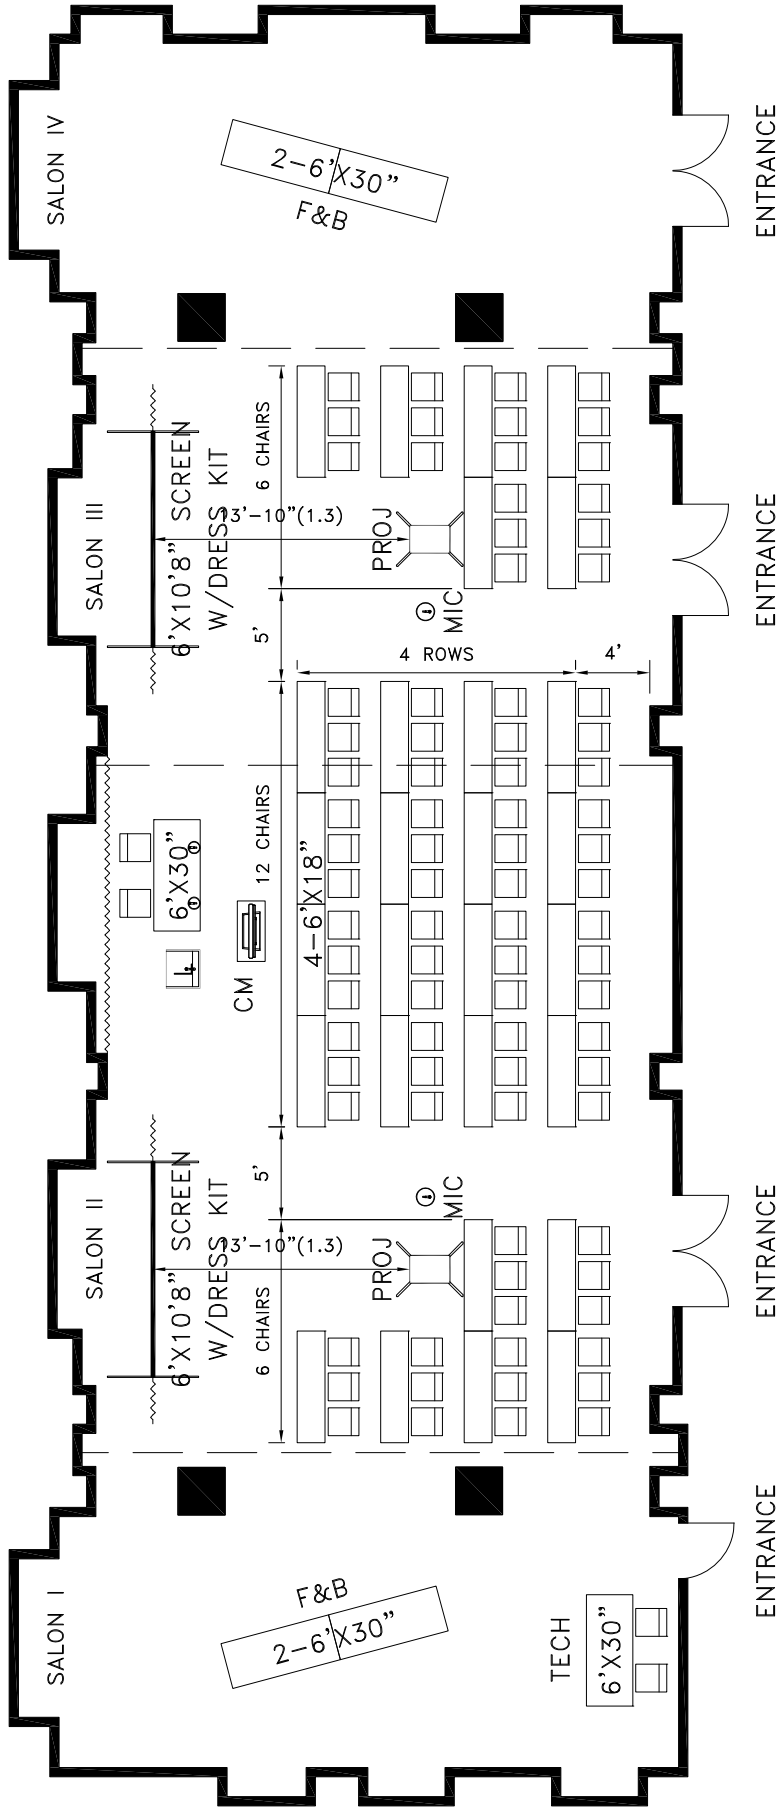 SALON IV
2-6'X30"
F&B
ENTRANCE
SALON III
6'X10'8" SCREEN
W/DRESS KIT
13'-10"(1.3)
6 CHAIRS
PROJ
MIC
ENTRANCE
5'
4 ROWS
4'
12 CHAIRS
6'X30"
CM
4-6'X18"
5'
SALON II
6'X10'8" SCREEN
W/DRESS KIT
13'-10"(1.3)
6 CHAIRS
PROJ
MIC
ENTRANCE
SALON I
F&B
2-6'X30"
TECH
6'X30"
ENTRANCE